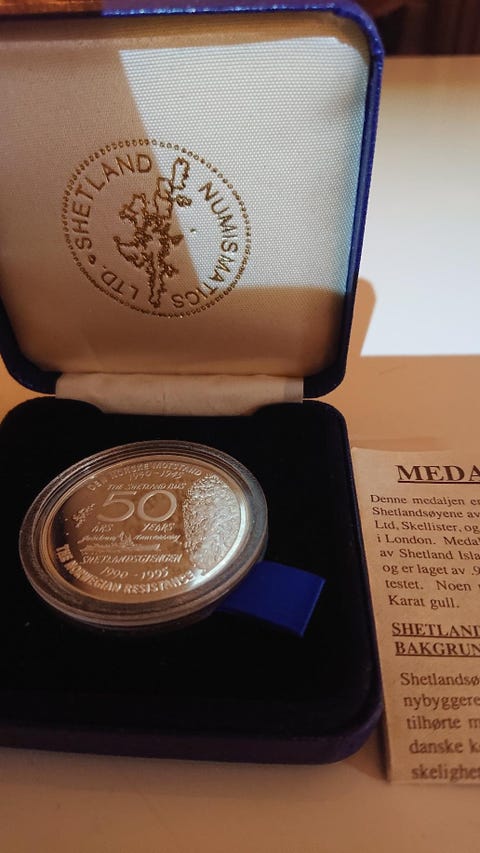 SHETLAND NUMISMATICS LTD.
DEN NORSKE MOTSTAND
1940 - 1945
THE SHETLAND BUS
50
ÅRS YEARS
Anniversary
SHETLANDSGJENGEN
1990 - 1995
THE NORWEGIAN RESISTANCE
MEDA
Denne medaljen er
Shetlandsøyene av
Ltd, Skellister, og
i London. Medal
av Shetland Isla
og er laget av .9
testet. Noen
Karat gull.
SHETLAND
BAKGRUN
Shetlandsø
nybyggere
tilhørte m
danske k
skelighet